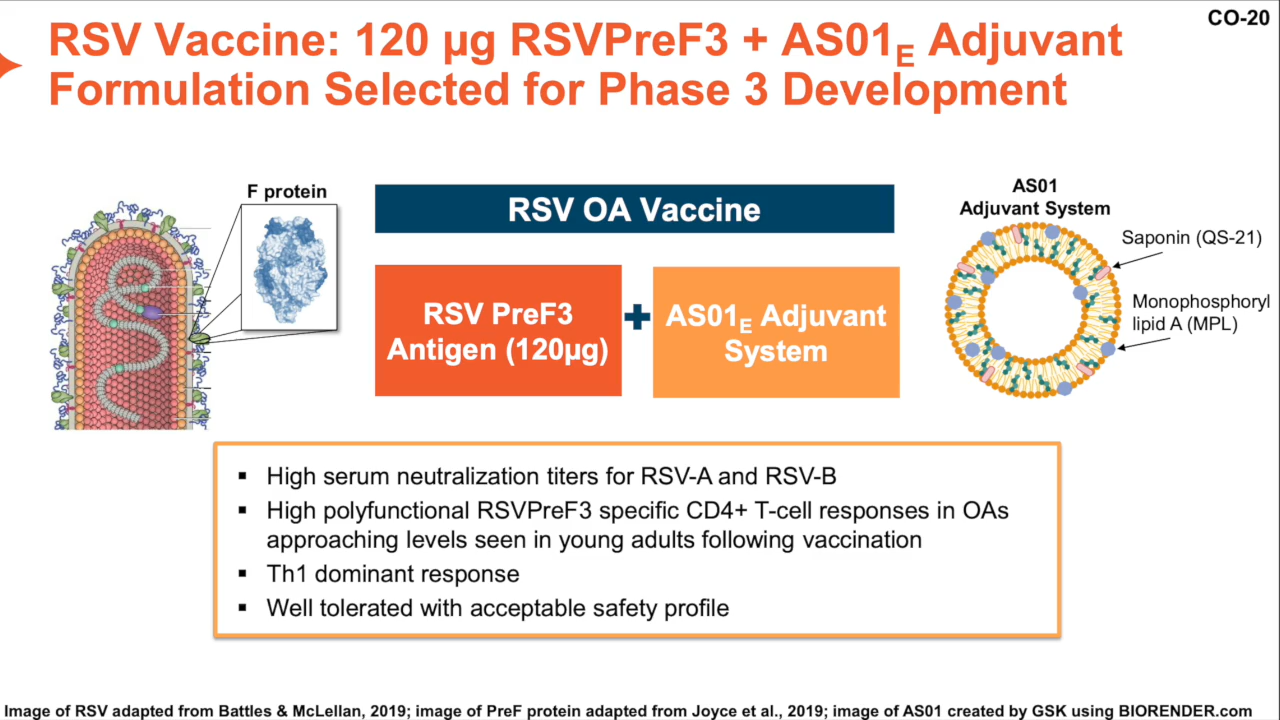 CO-20
RSV Vaccine: 120 µg RSVPreF3 + AS01E Adjuvant
Formulation Selected for Phase 3 Development
F protein
RSV OA Vaccine
RSV PreF3
Antigen (120µg)
+
AS01E Adjuvant
System
AS01
Adjuvant System
Saponin (QS-21)
Monophosphoryl
lipid A (MPL)
▪ High serum neutralization titers for RSV-A and RSV-B
▪ High polyfunctional RSVPreF3 specific CD4+ T-cell responses in OAs
approaching levels seen in young adults following vaccination
▪ Th1 dominant response
▪ Well tolerated with acceptable safety profile
Image of RSV adapted from Battles & McLellan, 2019; image of PreF protein adapted from Joyce et al., 2019; image of AS01 created by GSK using BIORENDER.com